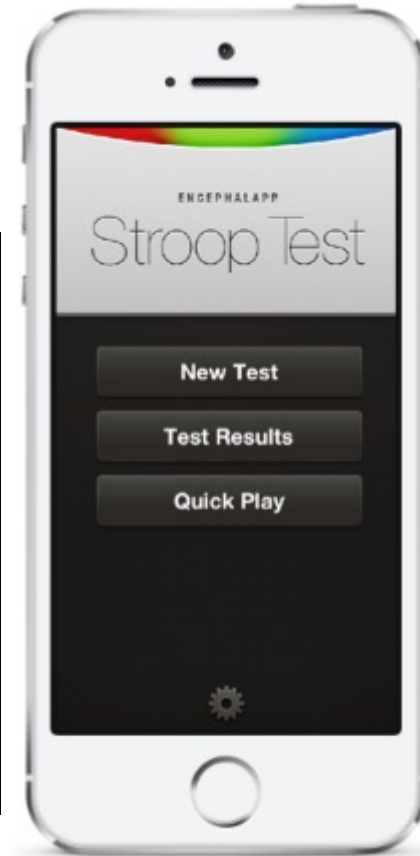 ENCEPHALAPP
Stroop Test
New Test
Test Results
Quick Play